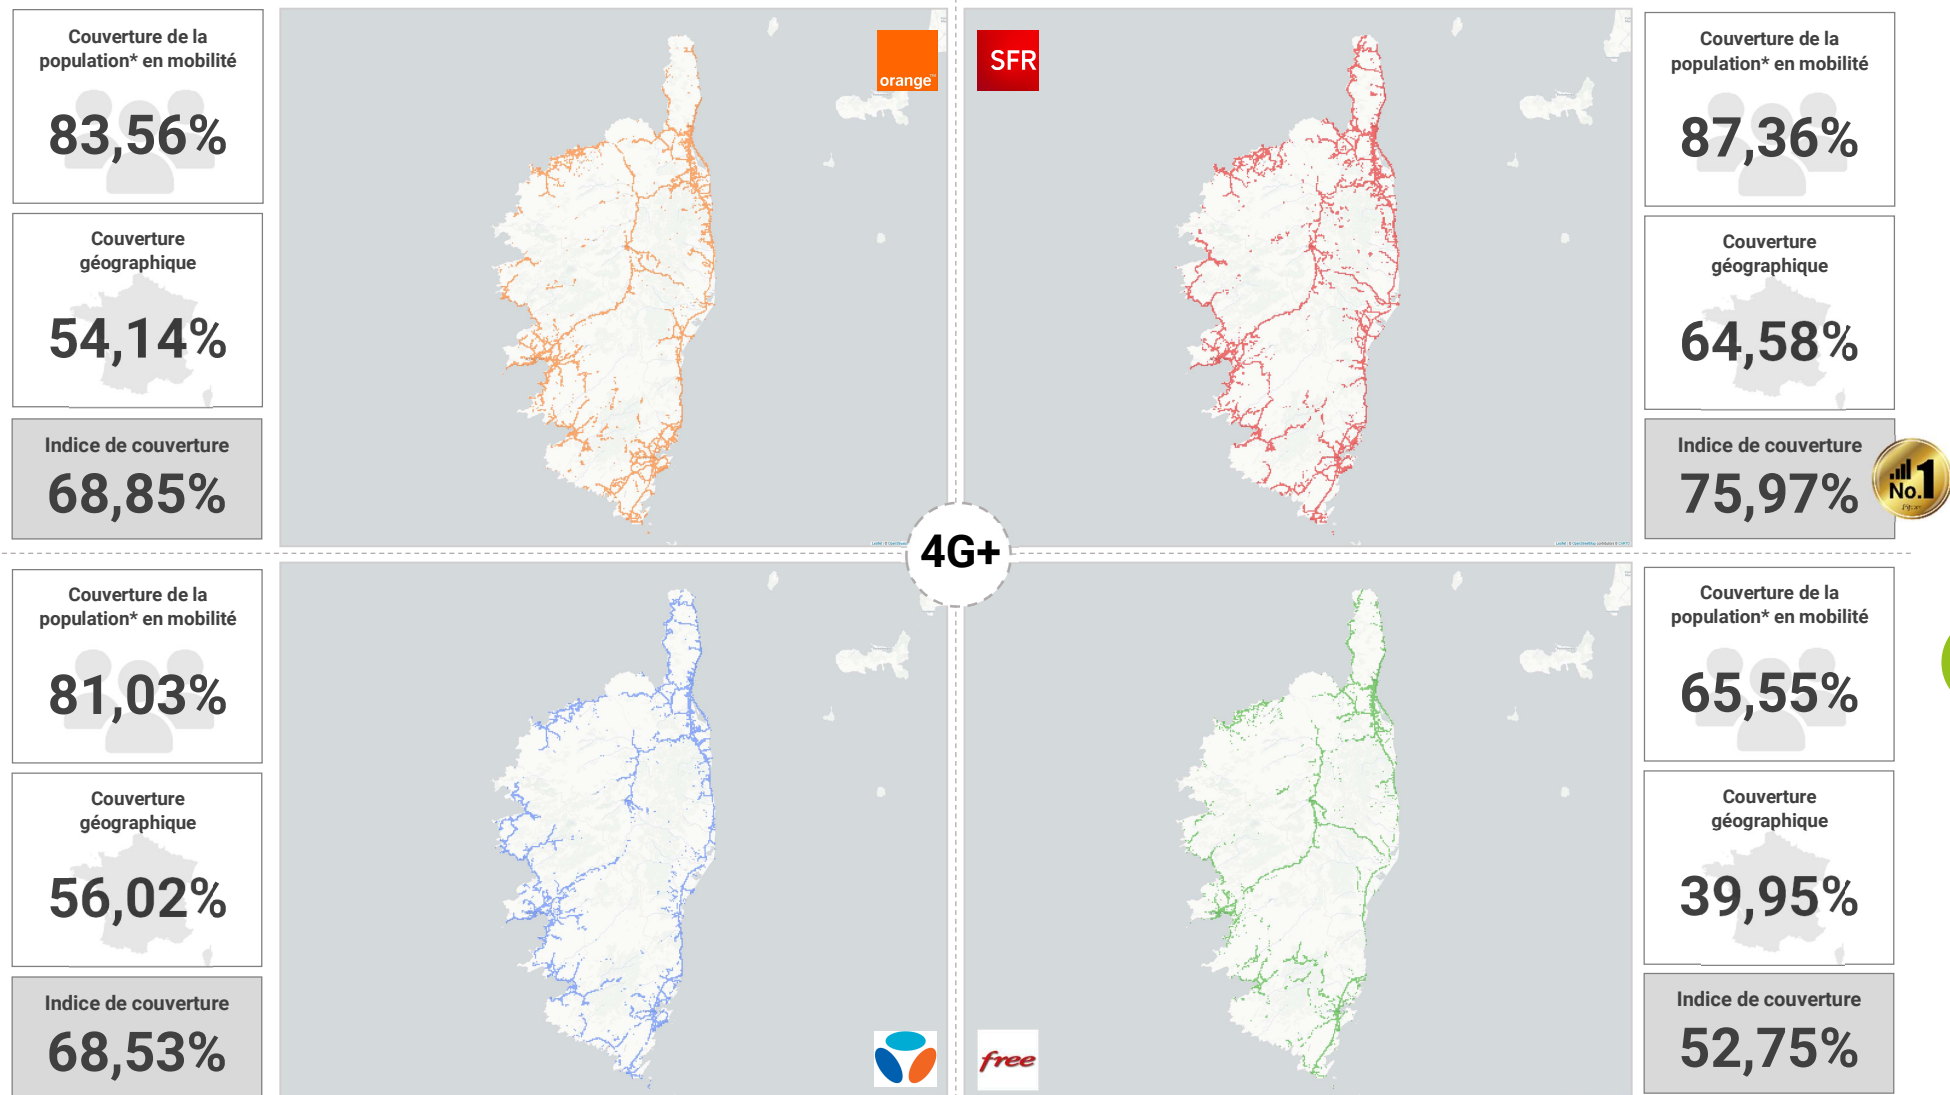 Couverture de la
population* en mobilité
83,56%
Couverture
géographique
54,14%
Indice de couverture
68,85%
orange™
SFR
Couverture de la
population* en mobilité
87,36%
Couverture
géographique
64,58%
Indice de couverture
75,97%
No.1
4G+
Couverture de la
population* en mobilité
81,03%
Couverture
géographique
56,02%
Indice de couverture
68,53%
free
Couverture de la
population* en mobilité
65,55%
Couverture
géographique
39,95%
Indice de couverture
52,75%